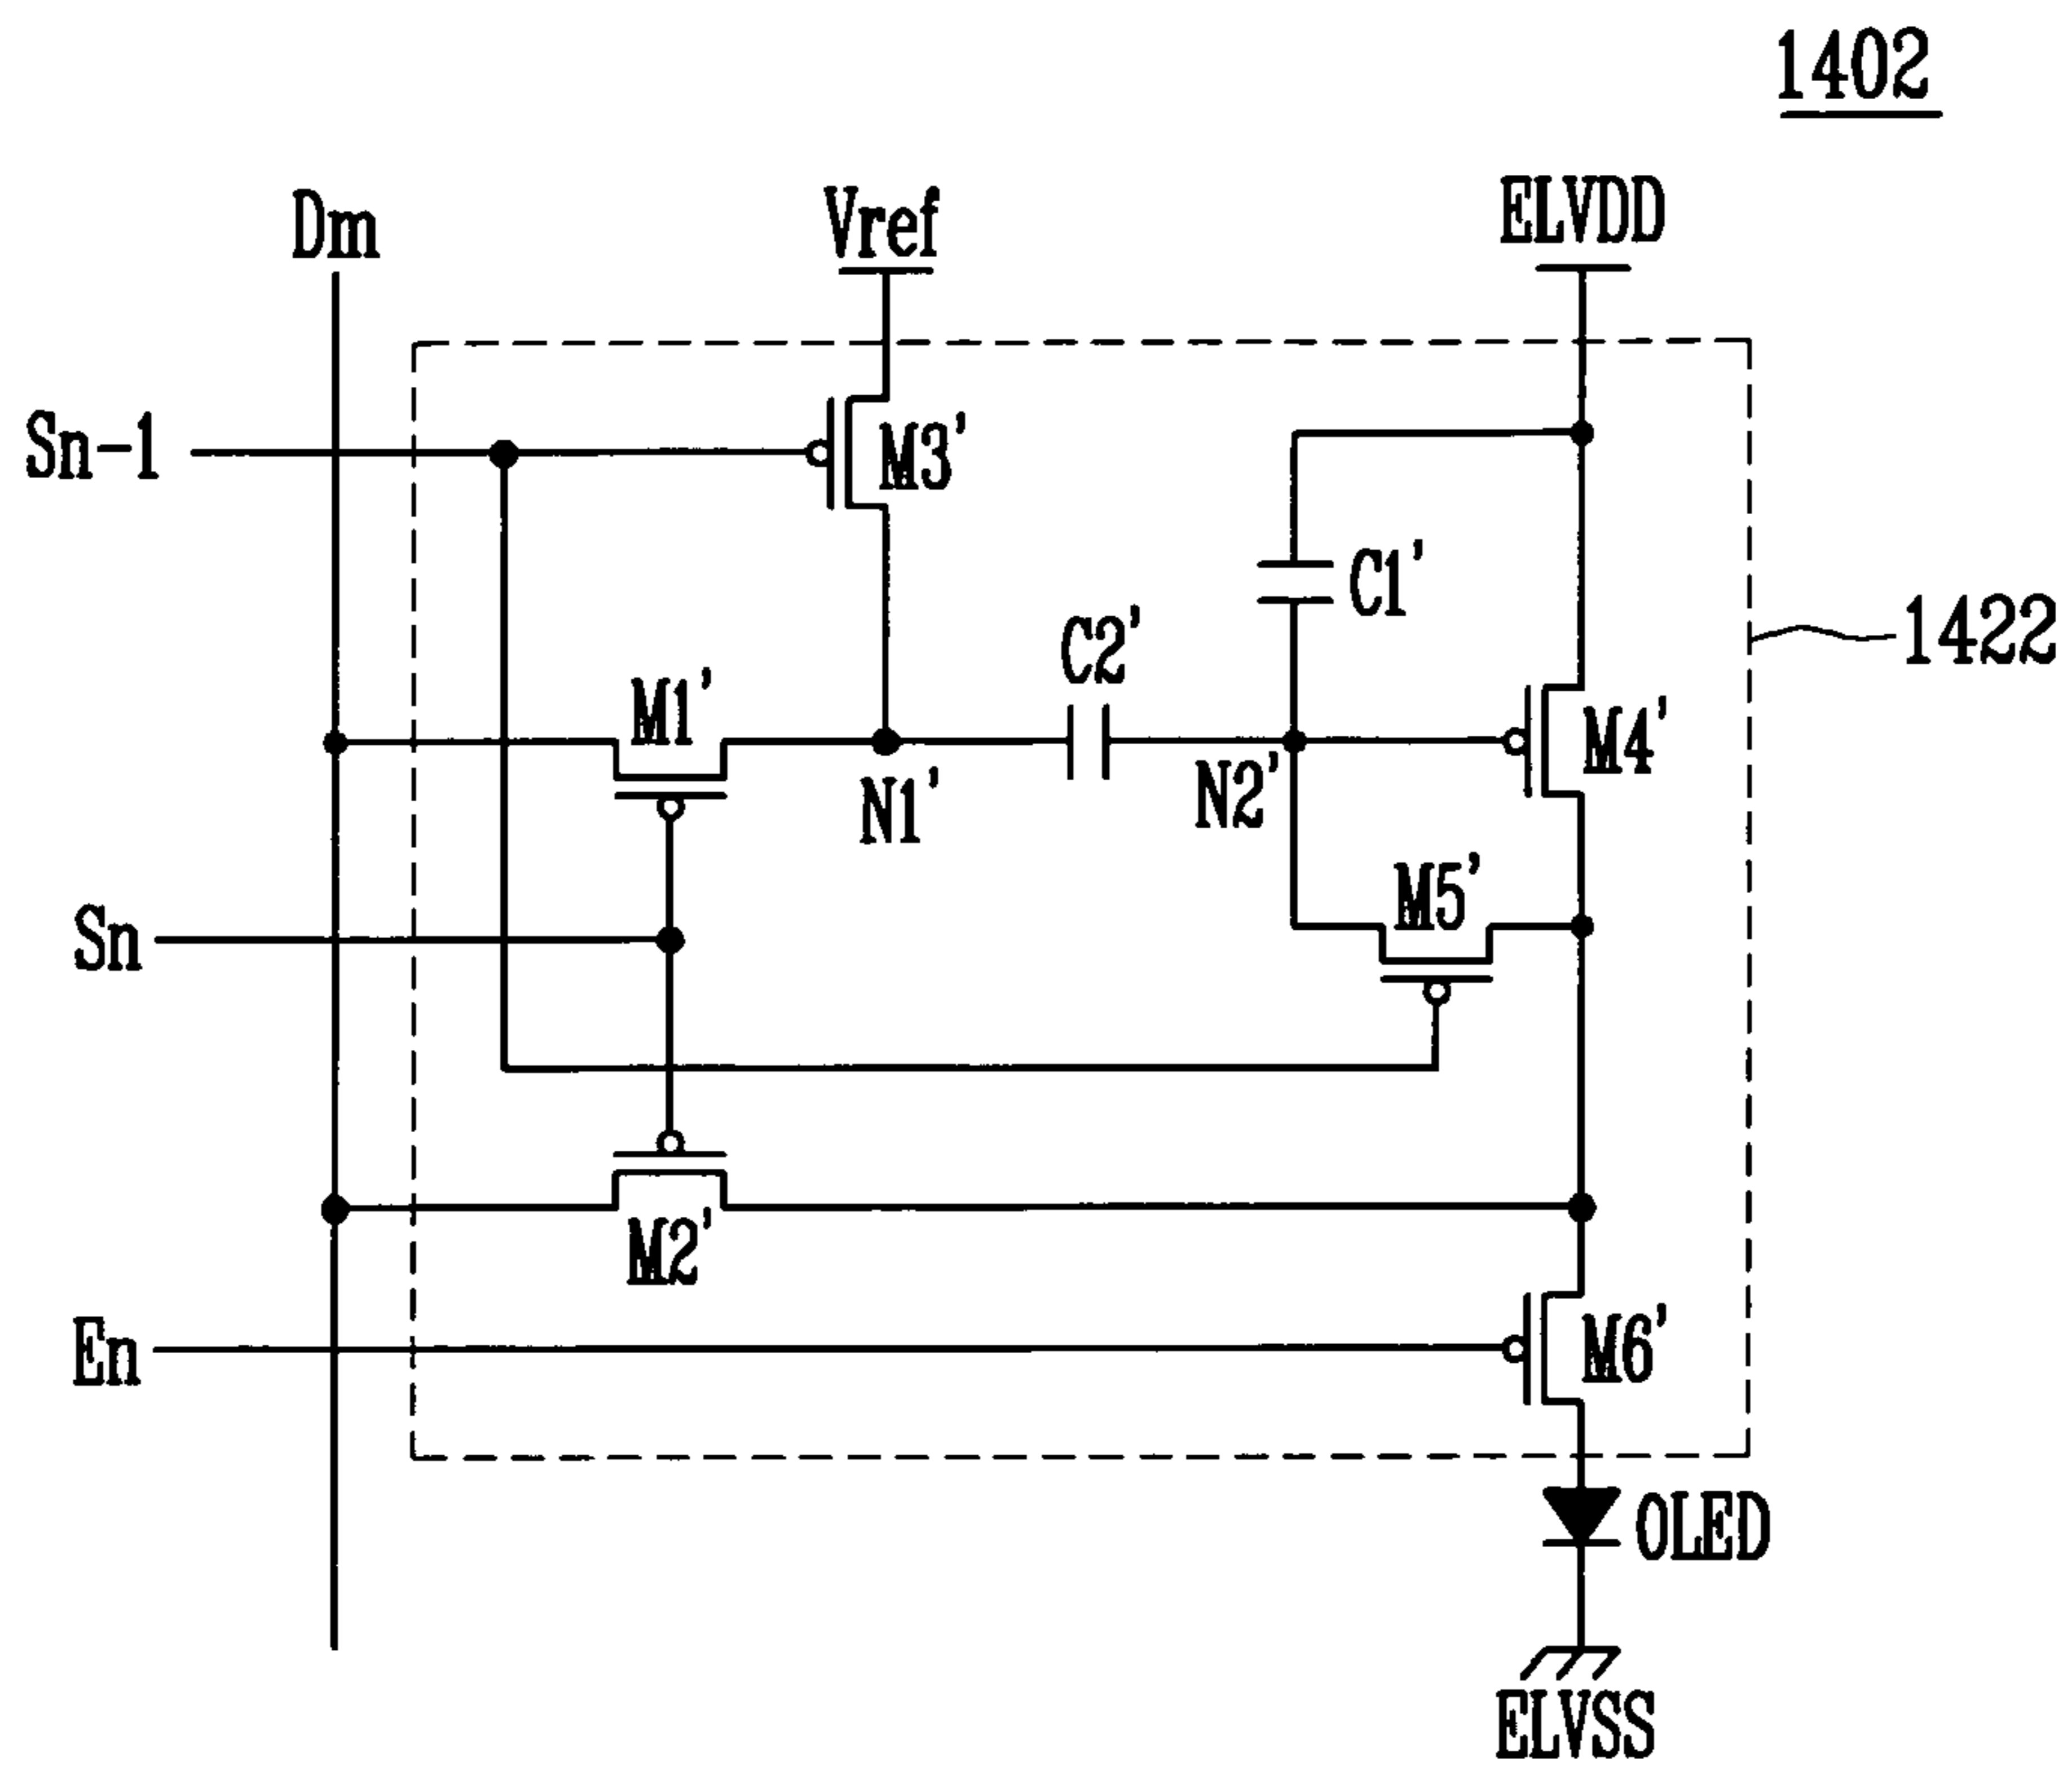 1402
Dm
Vref
ELVDD
Sn-1
M3'
C1'
C2'
1422
M1'
M4'
N1'
N2'
M5'
Sn
M2'
En
M6'
OLED
ELVSS